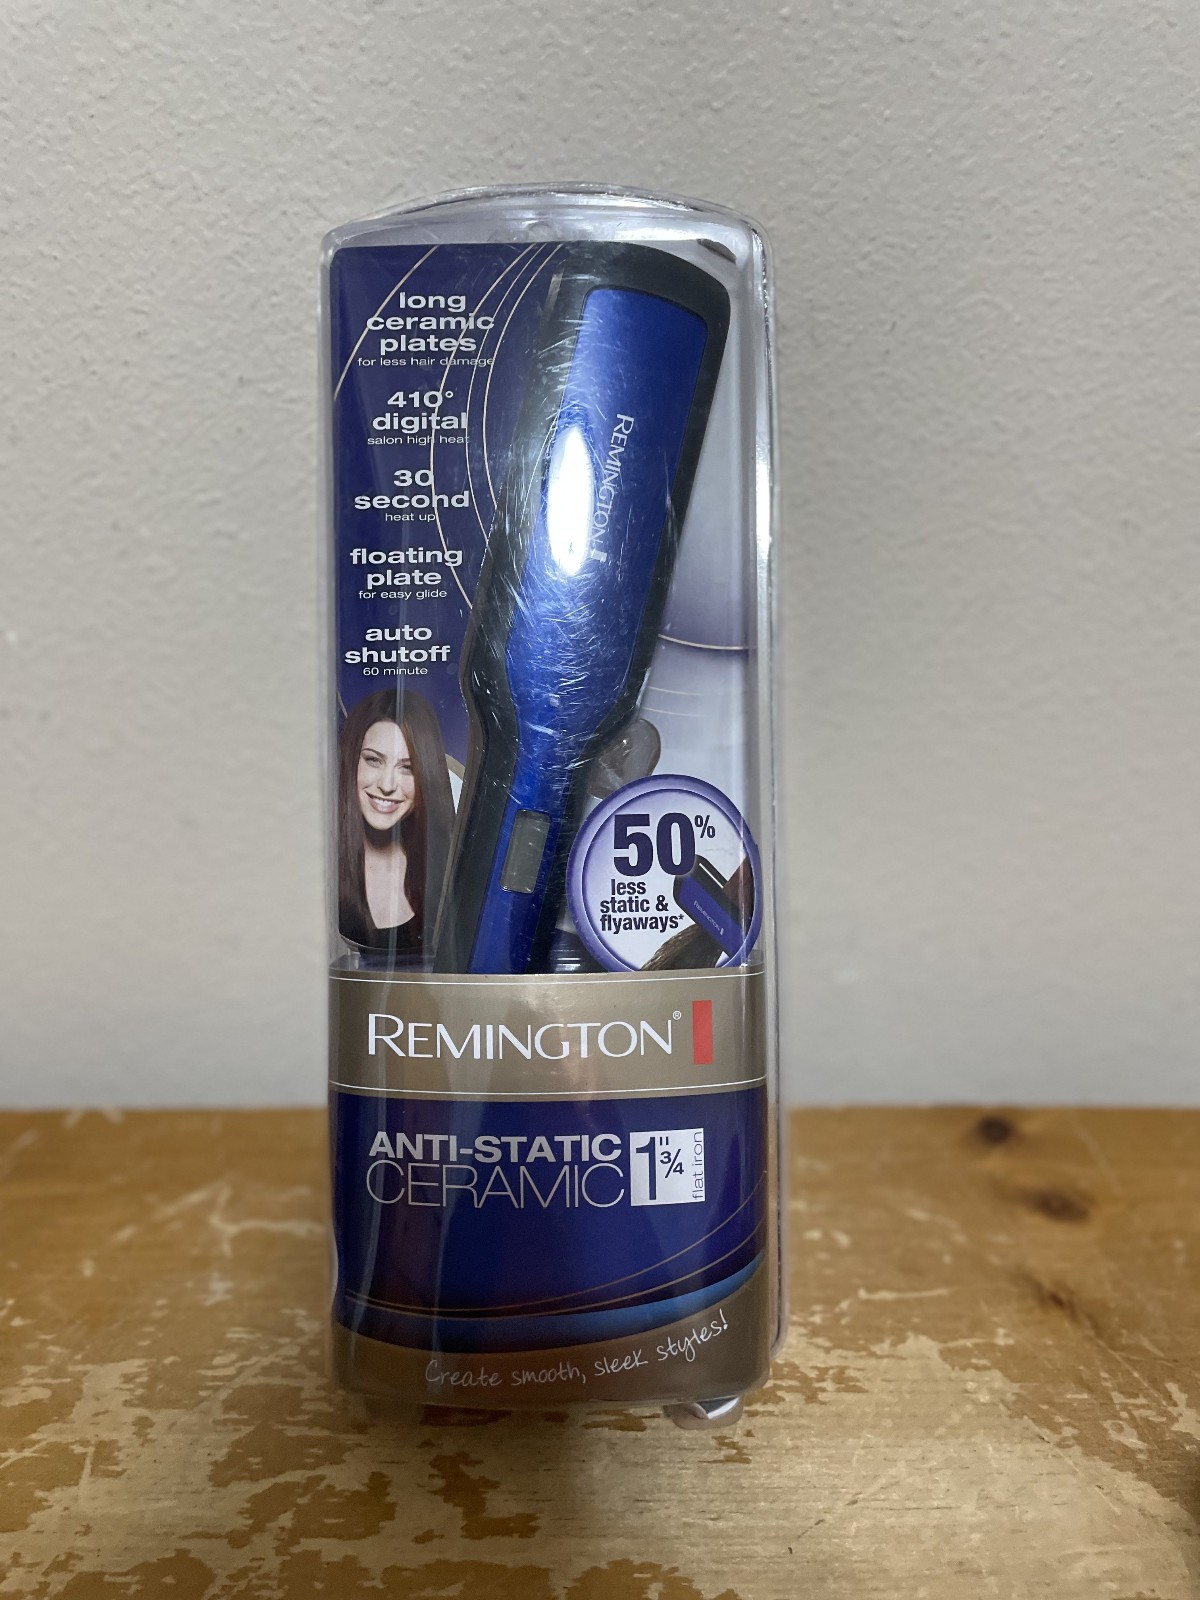 long
ceramic
plates
for less hair damage
410°
digital
salon high heat
30
second
heat up
floating
plate
for easy glide
auto
shutoff
60 minute
REMINGTON
50%
less
static &
flyaways*
REMINGTON
REMINGTON®
ANTI-STATIC
CERAMIC
1" 3/4
flat iron
Create smooth, sleek styles!